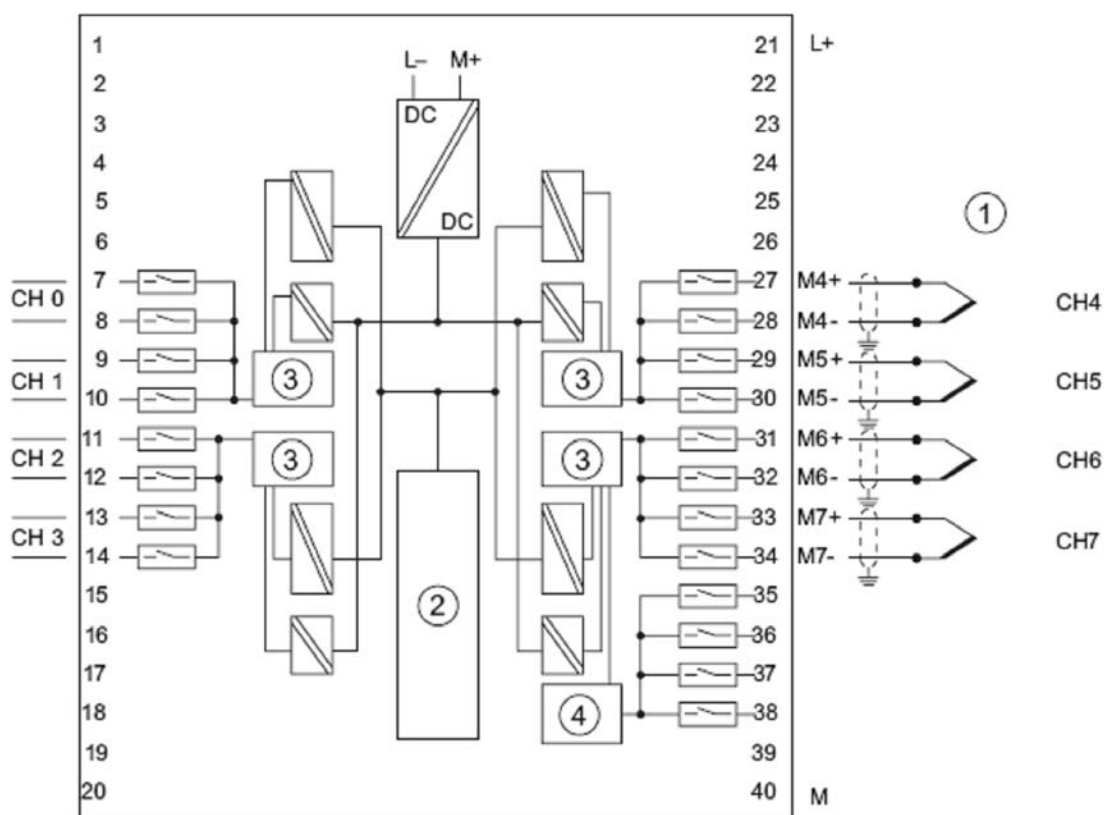 1 21 L+
L– M+
2 22
DC
3 23
4 24
5 25 ①
DC
6 26
7 27 M4+
CH 0 CH4
8 28 M4-
9 29 M5+
CH 1 ③ ③ CH5
10 30 M5-
11 31 M6+
CH 2 ③ ③ CH6
12 32 M6-
13 33 M7+
CH 3 CH7
14 34 M7-
15 35
②
16 36
17 37
18 ④ 38
19 39
20 40 M